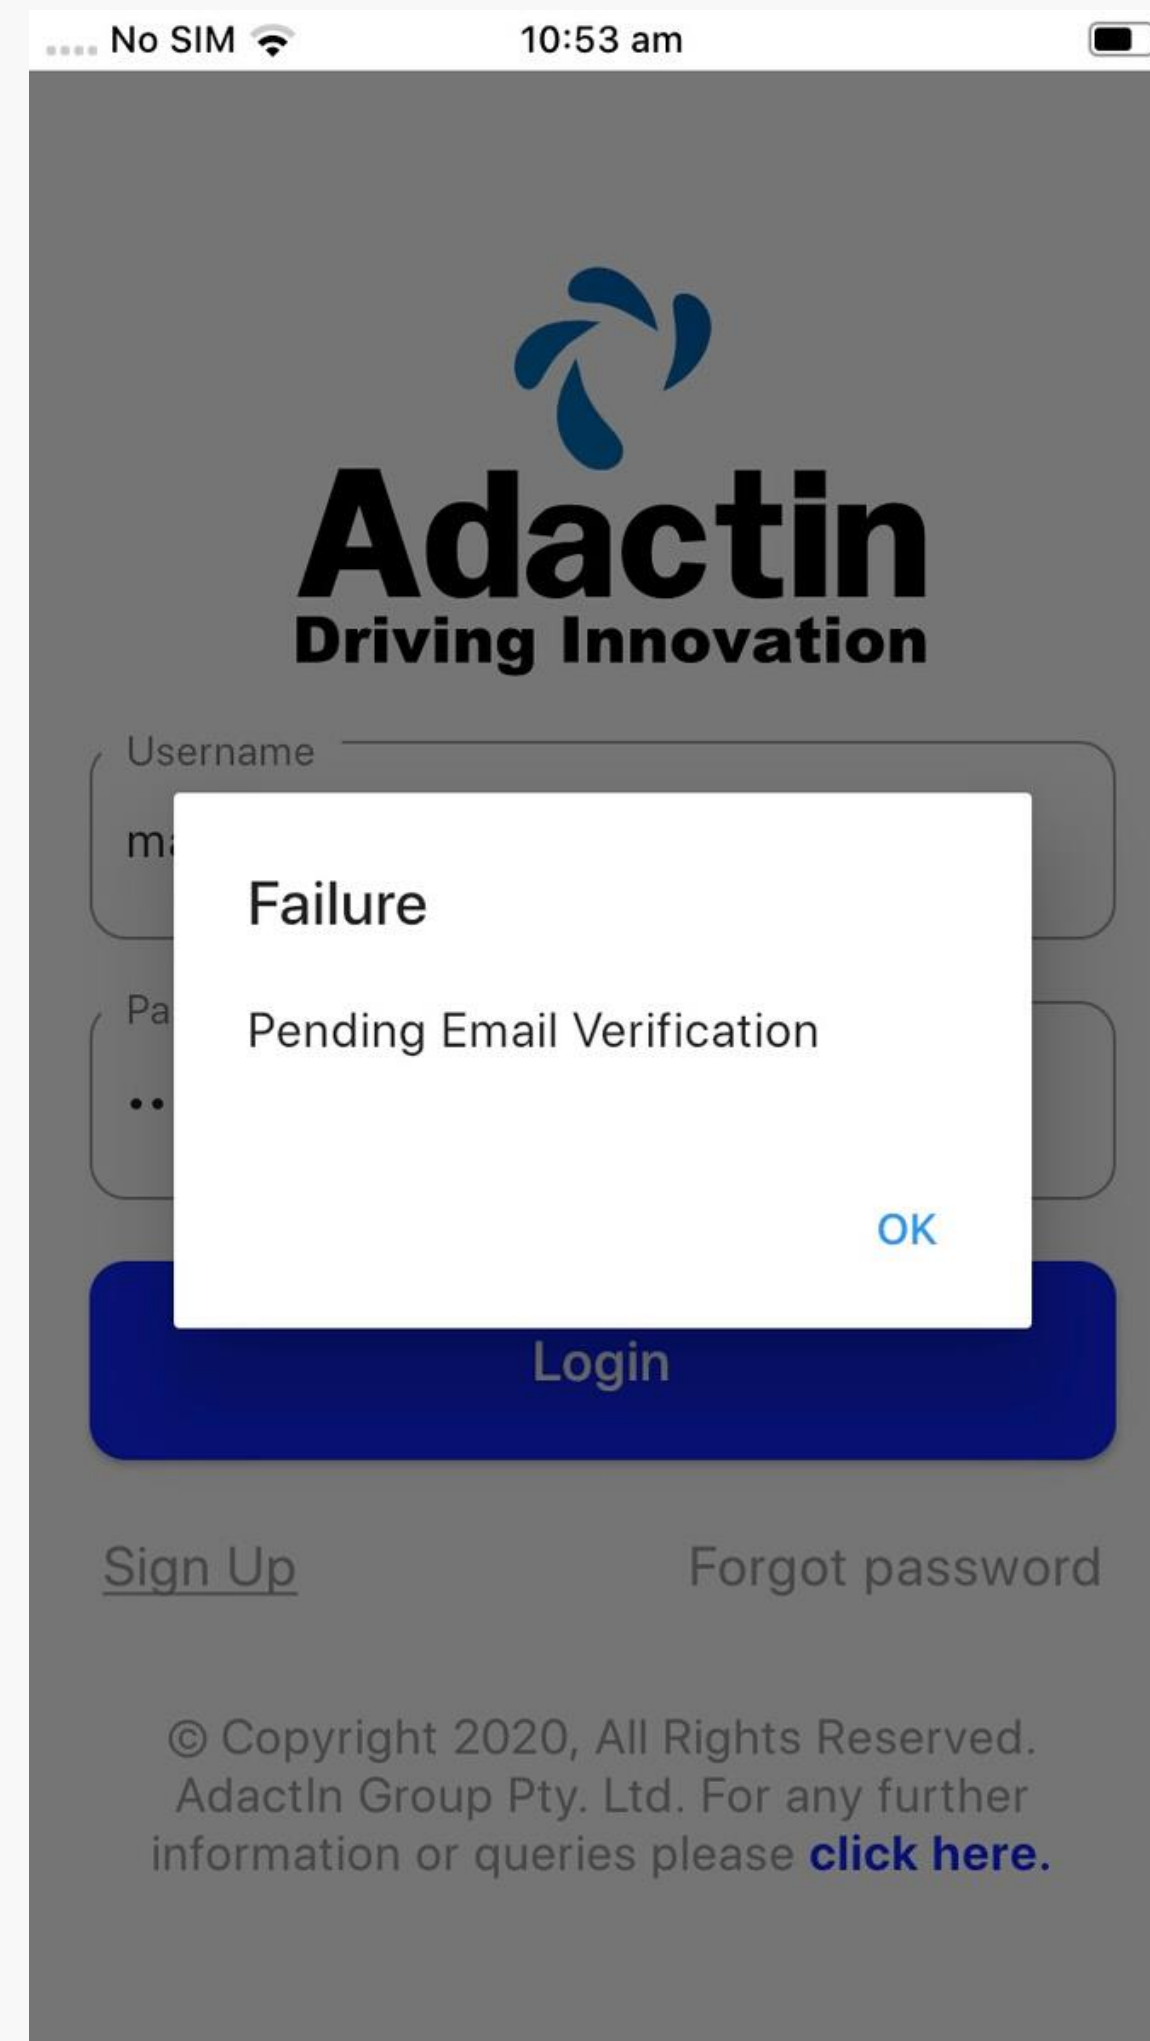 No SIM 10:53 am
Adactin
Driving Innovation
Username
Failure
Pending Email Verification
OK
Login
Sign Up Forgot password
© Copyright 2020, All Rights Reserved.
AdactIn Group Pty. Ltd. For any further
information or queries please click here.